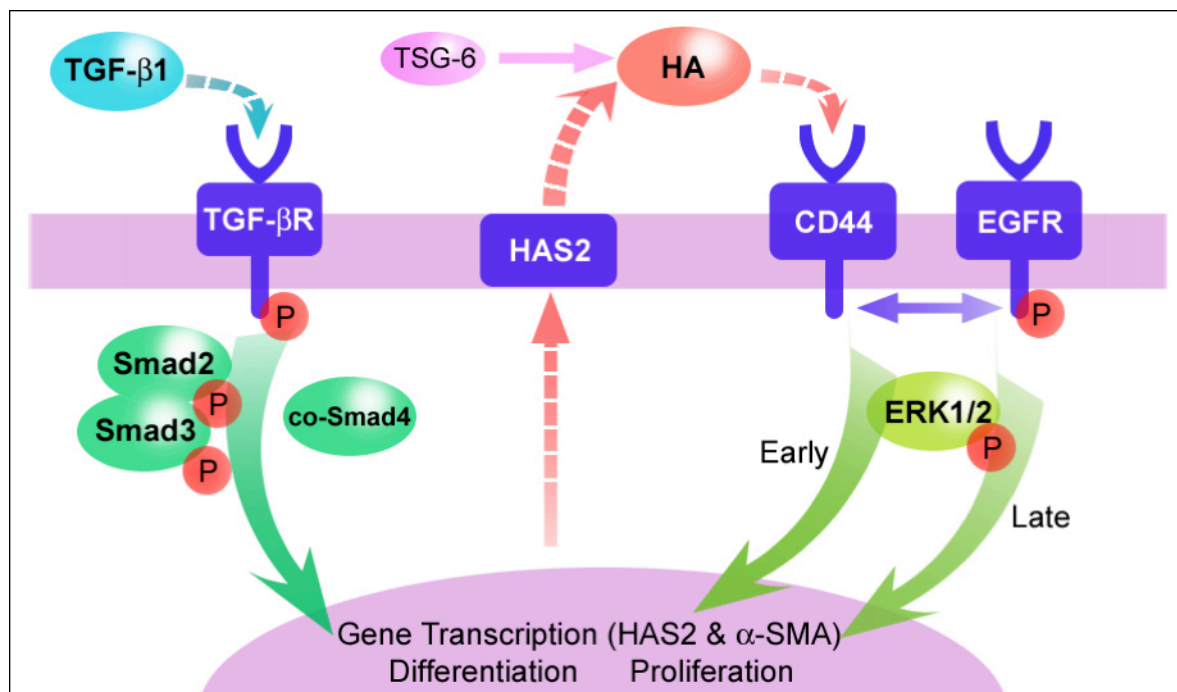 TGF-β1
TSG-6
HA
TGF-βR
HAS2
CD44
EGFR
P
P
Smad2
P
Smad3
P
co-Smad4
ERK1/2
P
Early
Late
Gene Transcription (HAS2 & α-SMA)
Differentiation Proliferation